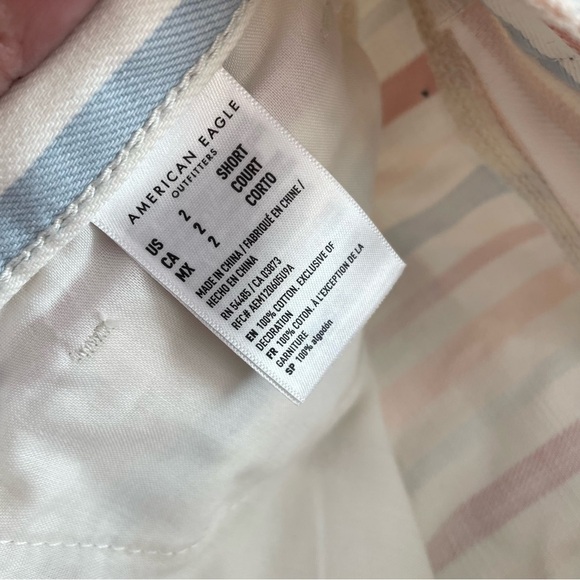 AMERICAN EAGLE
OUTFITTERS
US 2 SHORT
CA 2 COURT
MX 2 CORTO
MADE IN CHINA / FABRIQUÉ EN CHINE /
HECHO EN CHINA
RN 54485 / CA 03873
RFC# AEM120605U9A
EN 100% COTTON. EXCLUSIVE OF
DECORATION
FR 100% COTON. À L'EXCEPTION DE LA
GARNITURE
SP 100% algodón